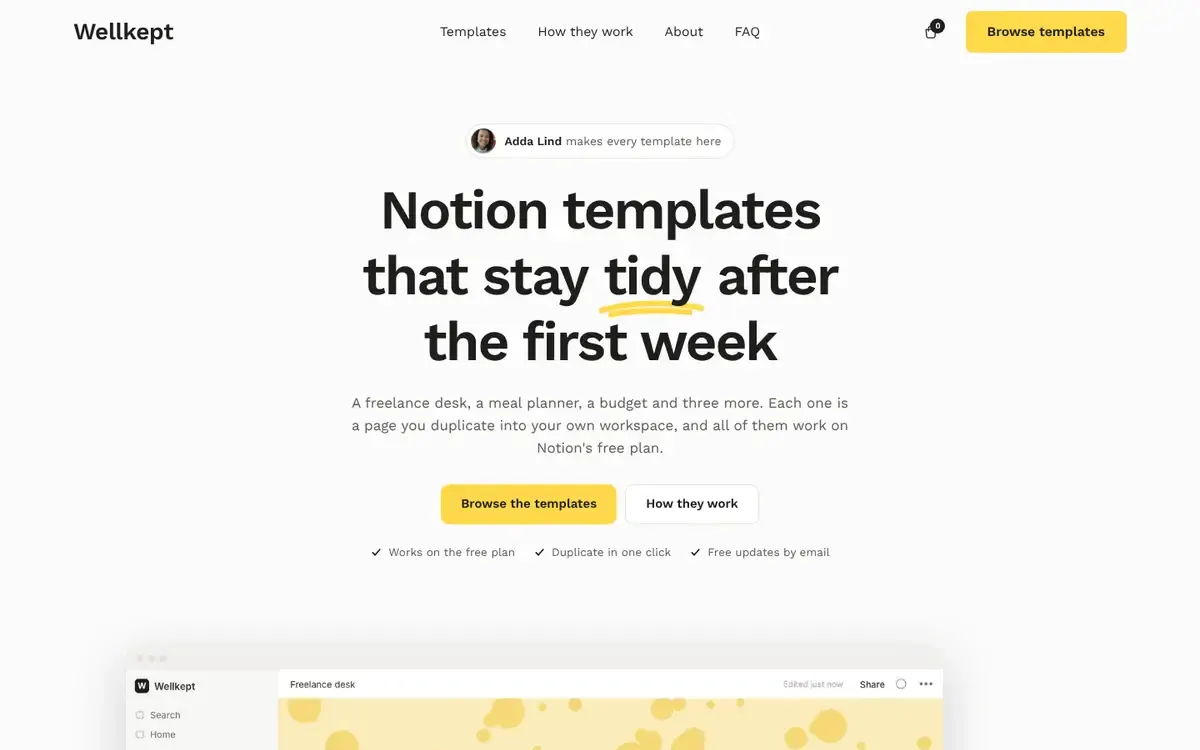 Wellkept
Templates
How they work
About
FAQ
0
Browse templates
Adda Lind makes every template here
Notion templates
that stay tidy after
the first week
A freelance desk, a meal planner, a budget and three more. Each one is
a page you duplicate into your own workspace, and all of them work on
Notion's free plan.
Browse the templates
How they work
Works on the free plan
Duplicate in one click
Free updates by email
W Wellkept
Freelance desk
Edited just now
Share
Search
Home